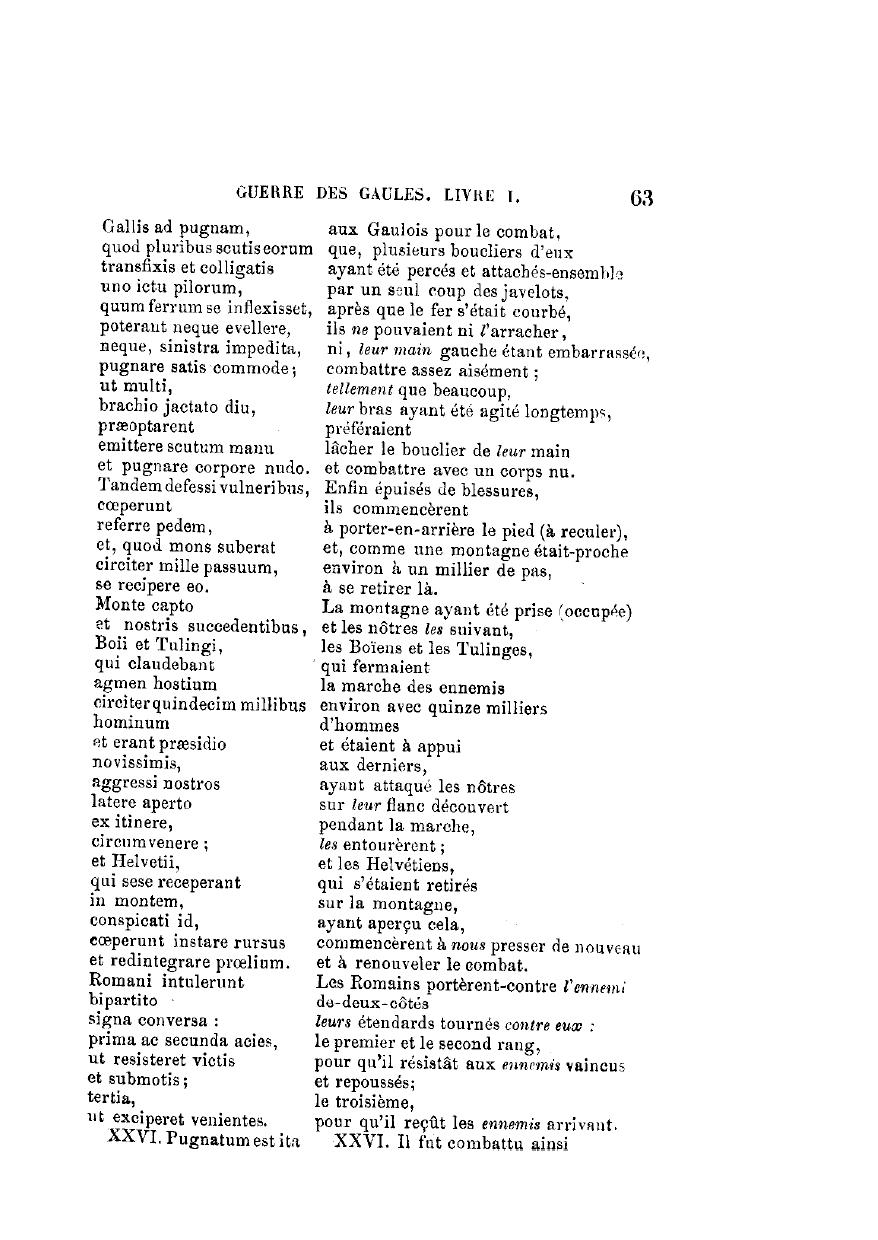 GUERRE DES GAULES. LIVRE I. 63
Gallis ad pugnam, aux Gaulois pour le combat,
quod pluribus scutis eorum que, plusieurs boucliers d'eux
transfixis et colligatis ayant été percés et attachés-ensemble
uno ictu pilorum, par un seul coup des javelots,
quum ferrum se inflexisset, après que le fer s'était courbé,
poterant neque evellere, ils ne pouvaient ni l'arracher,
neque, sinistra impedita, ni, leur main gauche étant embarrassée,
pugnare satis commode; combattre assez aisément;
ut multi, tellement que beaucoup,
brachio jactato diu, leur bras ayant été agité longtemps,
præoptarent préféraient
emittere scutum manu lâcher le bouclier de leur main
et pugnare corpore nudo. et combattre avec un corps nu.
Tandem defessi vulneribus, Enfin épuisés de blessures,
cœperunt ils commencèrent
referre pedem, à porter-en-arrière le pied (à reculer),
et, quod mons suberat et, comme une montagne était-proche
circiter mille passuum, environ à un millier de pas,
se recipere eo. à se retirer là.
Monte capto La montagne ayant été prise (occupée)
et nostris succedentibus, et les nôtres les suivant,
Boii et Tulingi, les Boïens et les Tulinges,
qui claudebant qui fermaient
agmen hostium la marche des ennemis
circiter quindecim millibus environ avec quinze milliers
hominum d'hommes
et erant præsidio et étaient à appui
novissimis, aux derniers,
aggressi nostros ayant attaqué les nôtres
latere aperto sur leur flanc découvert
ex itinere, pendant la marche,
circumvenere; les entourèrent;
et Helvetii, et les Helvétiens,
qui sese receperant qui s'étaient retirés
in montem, sur la montagne,
conspicati id, ayant aperçu cela,
cœperunt instare rursus commencèrent à nous presser de nouveau
et redintegrare prœlium. et à renouveler le combat.
Romani intulerunt Les Romains portèrent-contre l'ennemi
bipartito de-deux-côtés
signa conversa : leurs étendards tournés contre eux :
prima ac secunda acies, le premier et le second rang,
ut resisteret victis pour qu'il résistât aux ennemis vaincus
et submotis; et repoussés;
tertia, le troisième,
ut exciperet venientes. pour qu'il reçût les ennemis arrivant.
XXVI. Pugnatum est ita XXVI. Il fut combattu ainsi